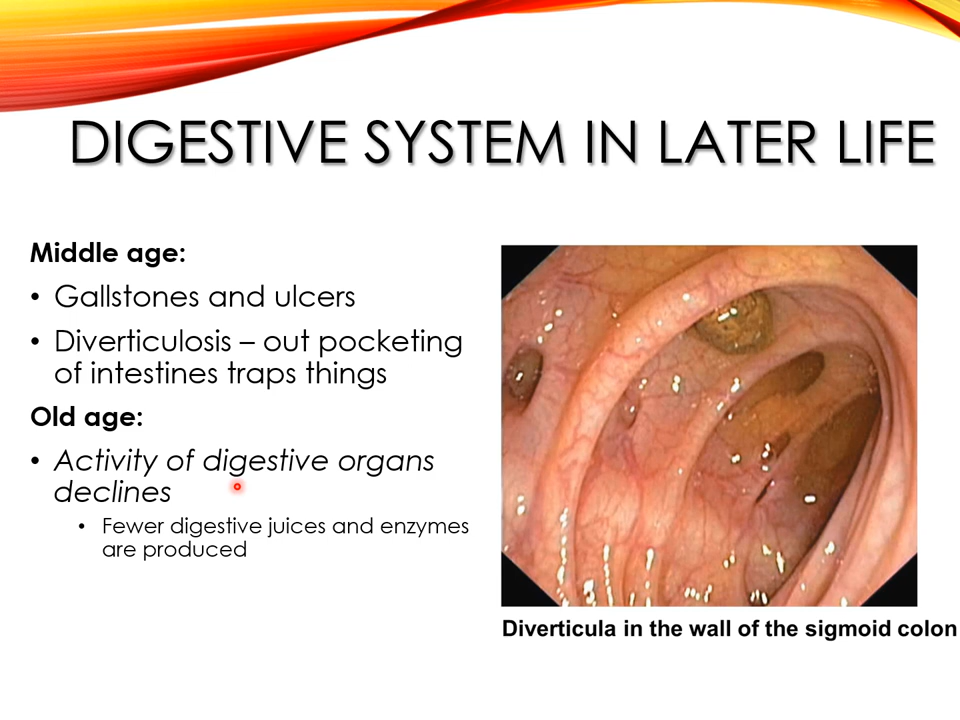 DIGESTIVE SYSTEM IN LATER LIFE
Middle age:
• Gallstones and ulcers
• Diverticulosis – out pocketing
of intestines traps things
Old age:
• Activity of digestive organs
declines
• Fewer digestive juices and enzymes
are produced
Diverticula in the wall of the sigmoid colon